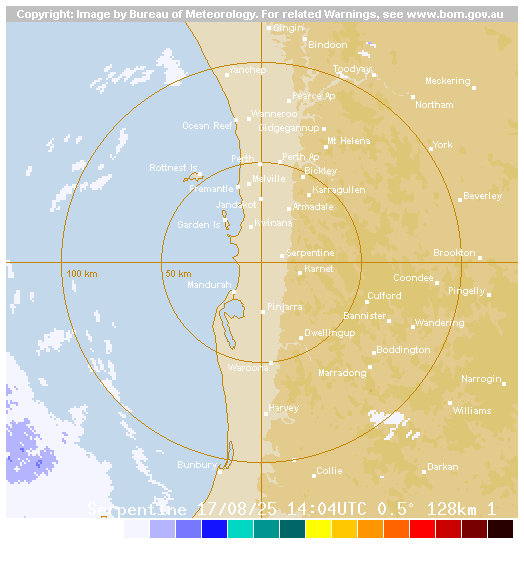 Copyright: Image by Bureau of Meteorology. For related Warnings, see www.bom.gov.au
Gingin
Bindoon
Yanchep
Toodyay
Meckering
Pearce Ap
Northam
Wanneroo
Ocean Reef
Gidgegannup
Mt Helena
York
Perth
Perth Ap
Rottnest Is
Bickley
Melville
Fremantle
Karragullen
Beverley
Jandakot
Armadale
Garden Is
Kwinana
Serpentine
Brookton
100 km
50 km
Karnet
Coondee
Mandurah
Pingelly
Culford
Pinjarra
Bannister
Wandering
Dwellingup
Boddington
Waroona
Marradong
Narrogin
Harvey
Williams
Bunbury
Collie
Darkan
Serpentine 17/08/25 14:04UTC 0.5° 128km 1